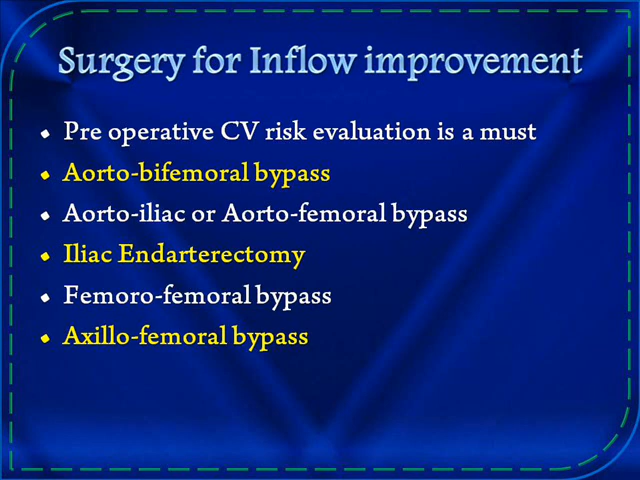 Surgery for Inflow improvement
• Pre operative CV risk evaluation is a must
• Aorto-bifemoral bypass
• Aorto-iliac or Aorto-femoral bypass
• Iliac Endarterectomy
• Femoro-femoral bypass
• Axillo-femoral bypass